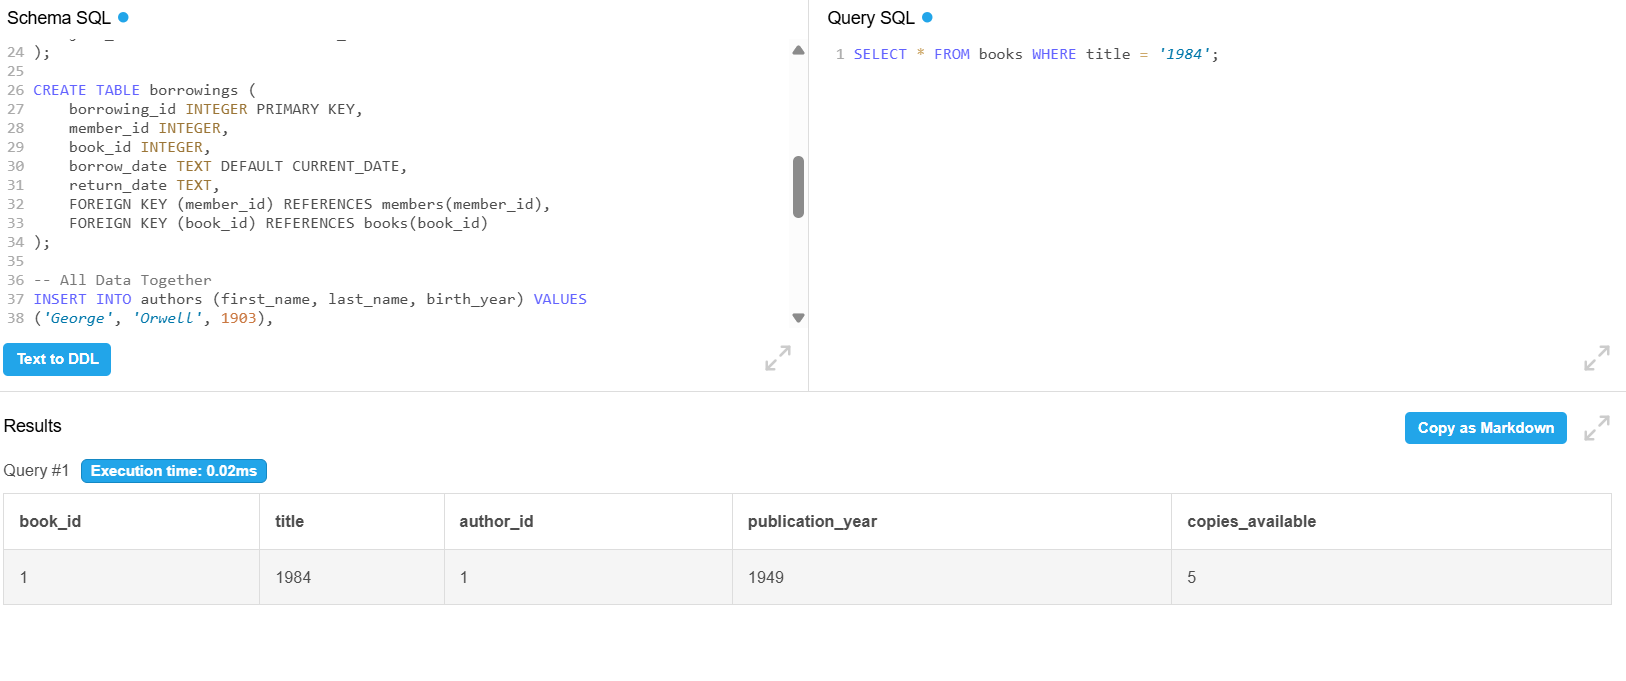 Schema SQL
24 );
25
26 CREATE TABLE borrowings (
27     borrowing_id INTEGER PRIMARY KEY,
28     member_id INTEGER,
29     book_id INTEGER,
30     borrow_date TEXT DEFAULT CURRENT_DATE,
31     return_date TEXT,
32     FOREIGN KEY (member_id) REFERENCES members(member_id),
33     FOREIGN KEY (book_id) REFERENCES books(book_id)
34 );
35
36 -- All Data Together
37 INSERT INTO authors (first_name, last_name, birth_year) VALUES
38 ('George', 'Orwell', 1903),
Text to DDL
Query SQL
1 SELECT * FROM books WHERE title = '1984';
Results
Copy as Markdown
Query #1 Execution time: 0.02ms
book_id title author_id publication_year copies_available
1 1984 1 1949 5